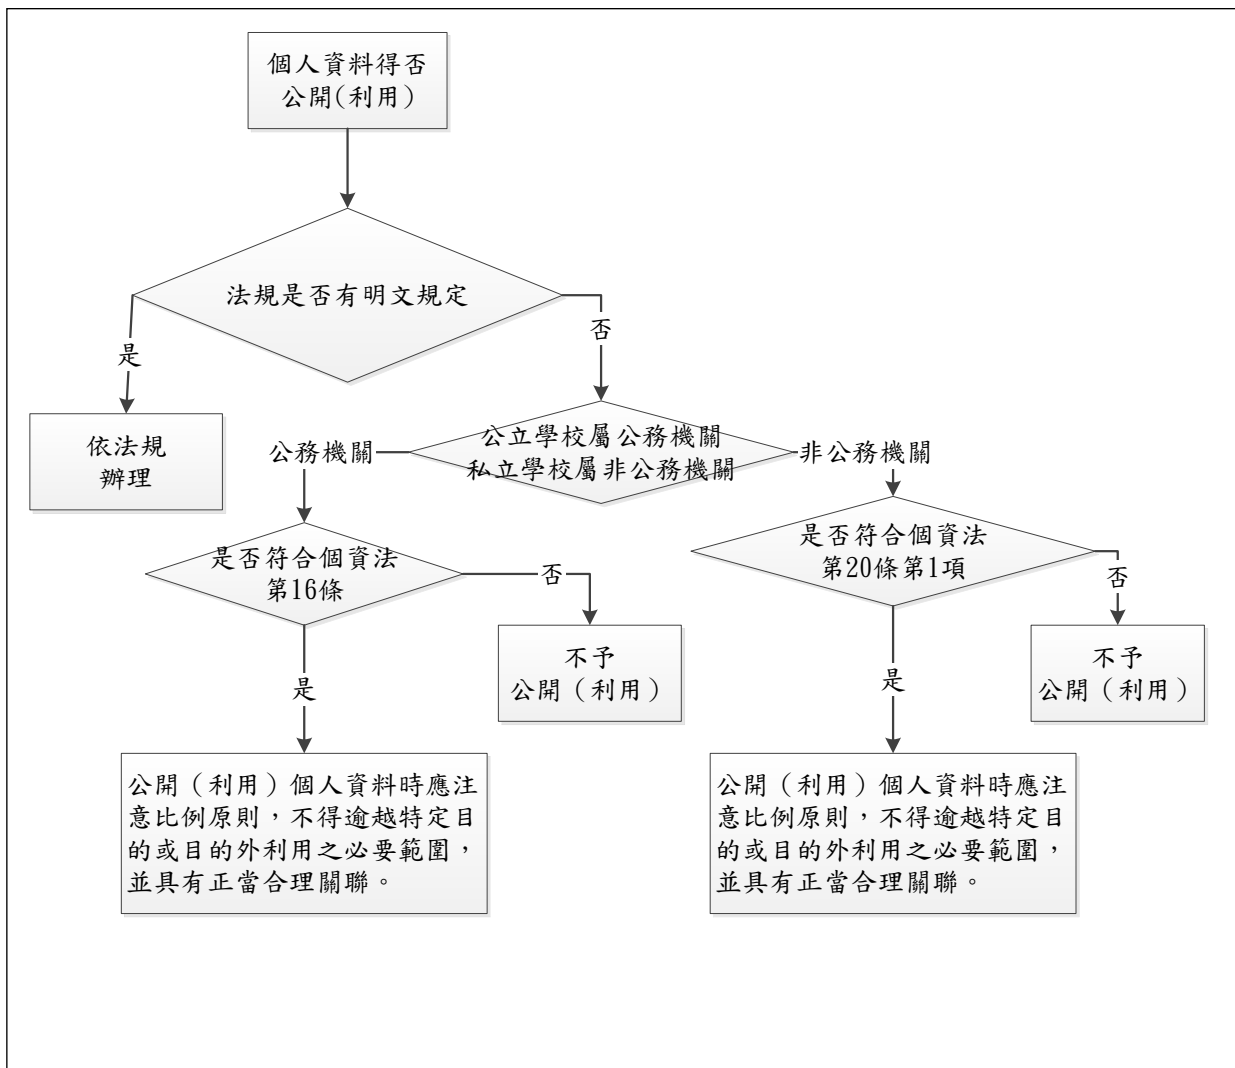 個人資料得否
公開(利用)
法規是否有明文規定
是
否
依法規
辦理
公務機關
公立學校屬公務機關
私立學校屬非公務機關
非公務機關
是否符合個資法
第16條
否
不予
公開（利用）
是
公開（利用）個人資料時應注
意比例原則，不得逾越特定目
的或目的外利用之必要範圍，
並具有正當合理關聯。
是否符合個資法
第20條第1項
否
不予
公開（利用）
是
公開（利用）個人資料時應注
意比例原則，不得逾越特定目
的或目的外利用之必要範圍，
並具有正當合理關聯。